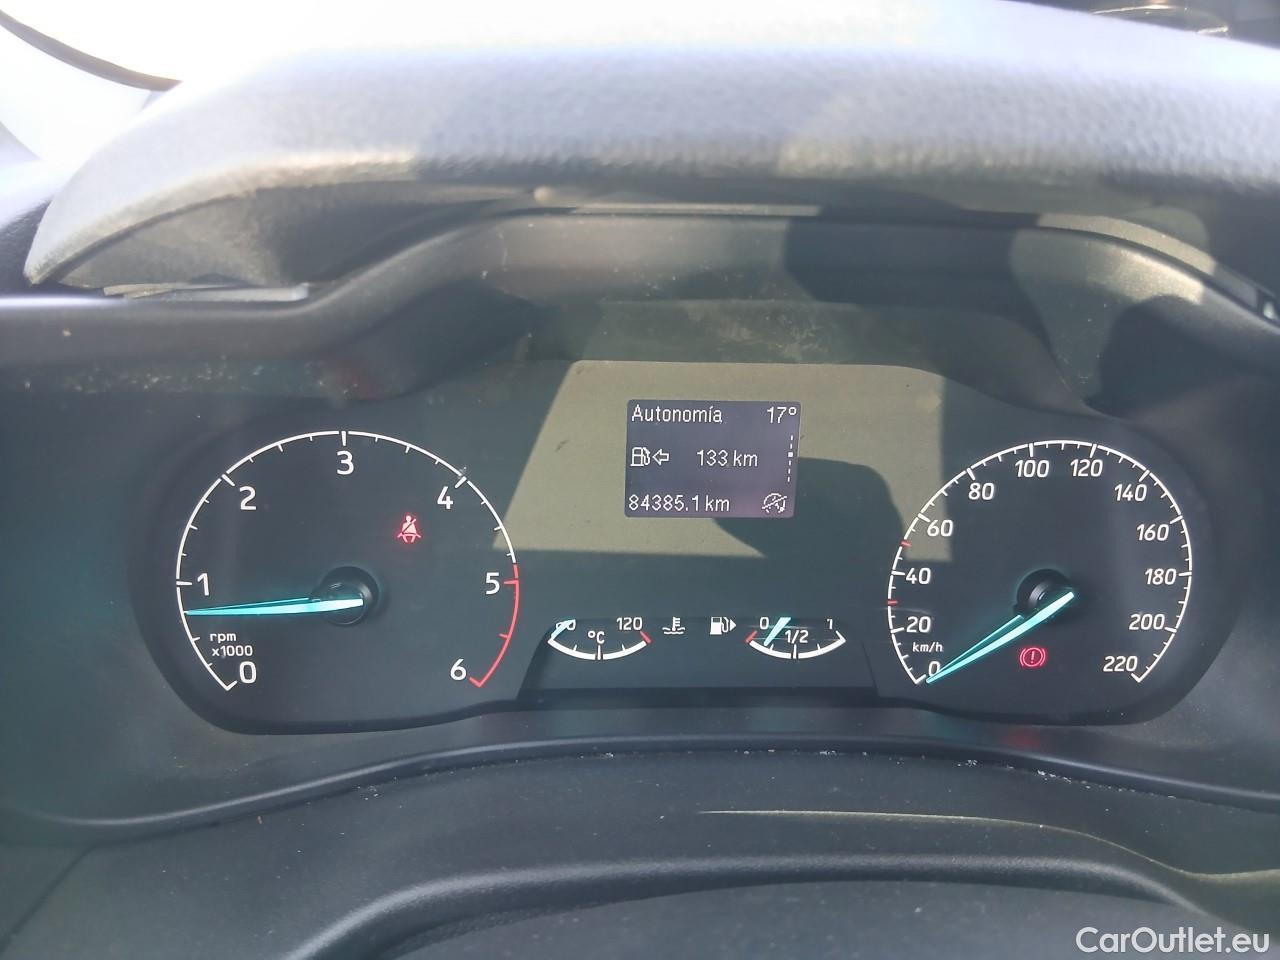 Autonomía 17°
133 km
84385.1 km
0 1 2 3 4 5 6
rpm
x1000
120
°C
0 1/2 1
0 20 40 60 80 100 120 140 160 180 200 220
km/h
CarOutlet.eu